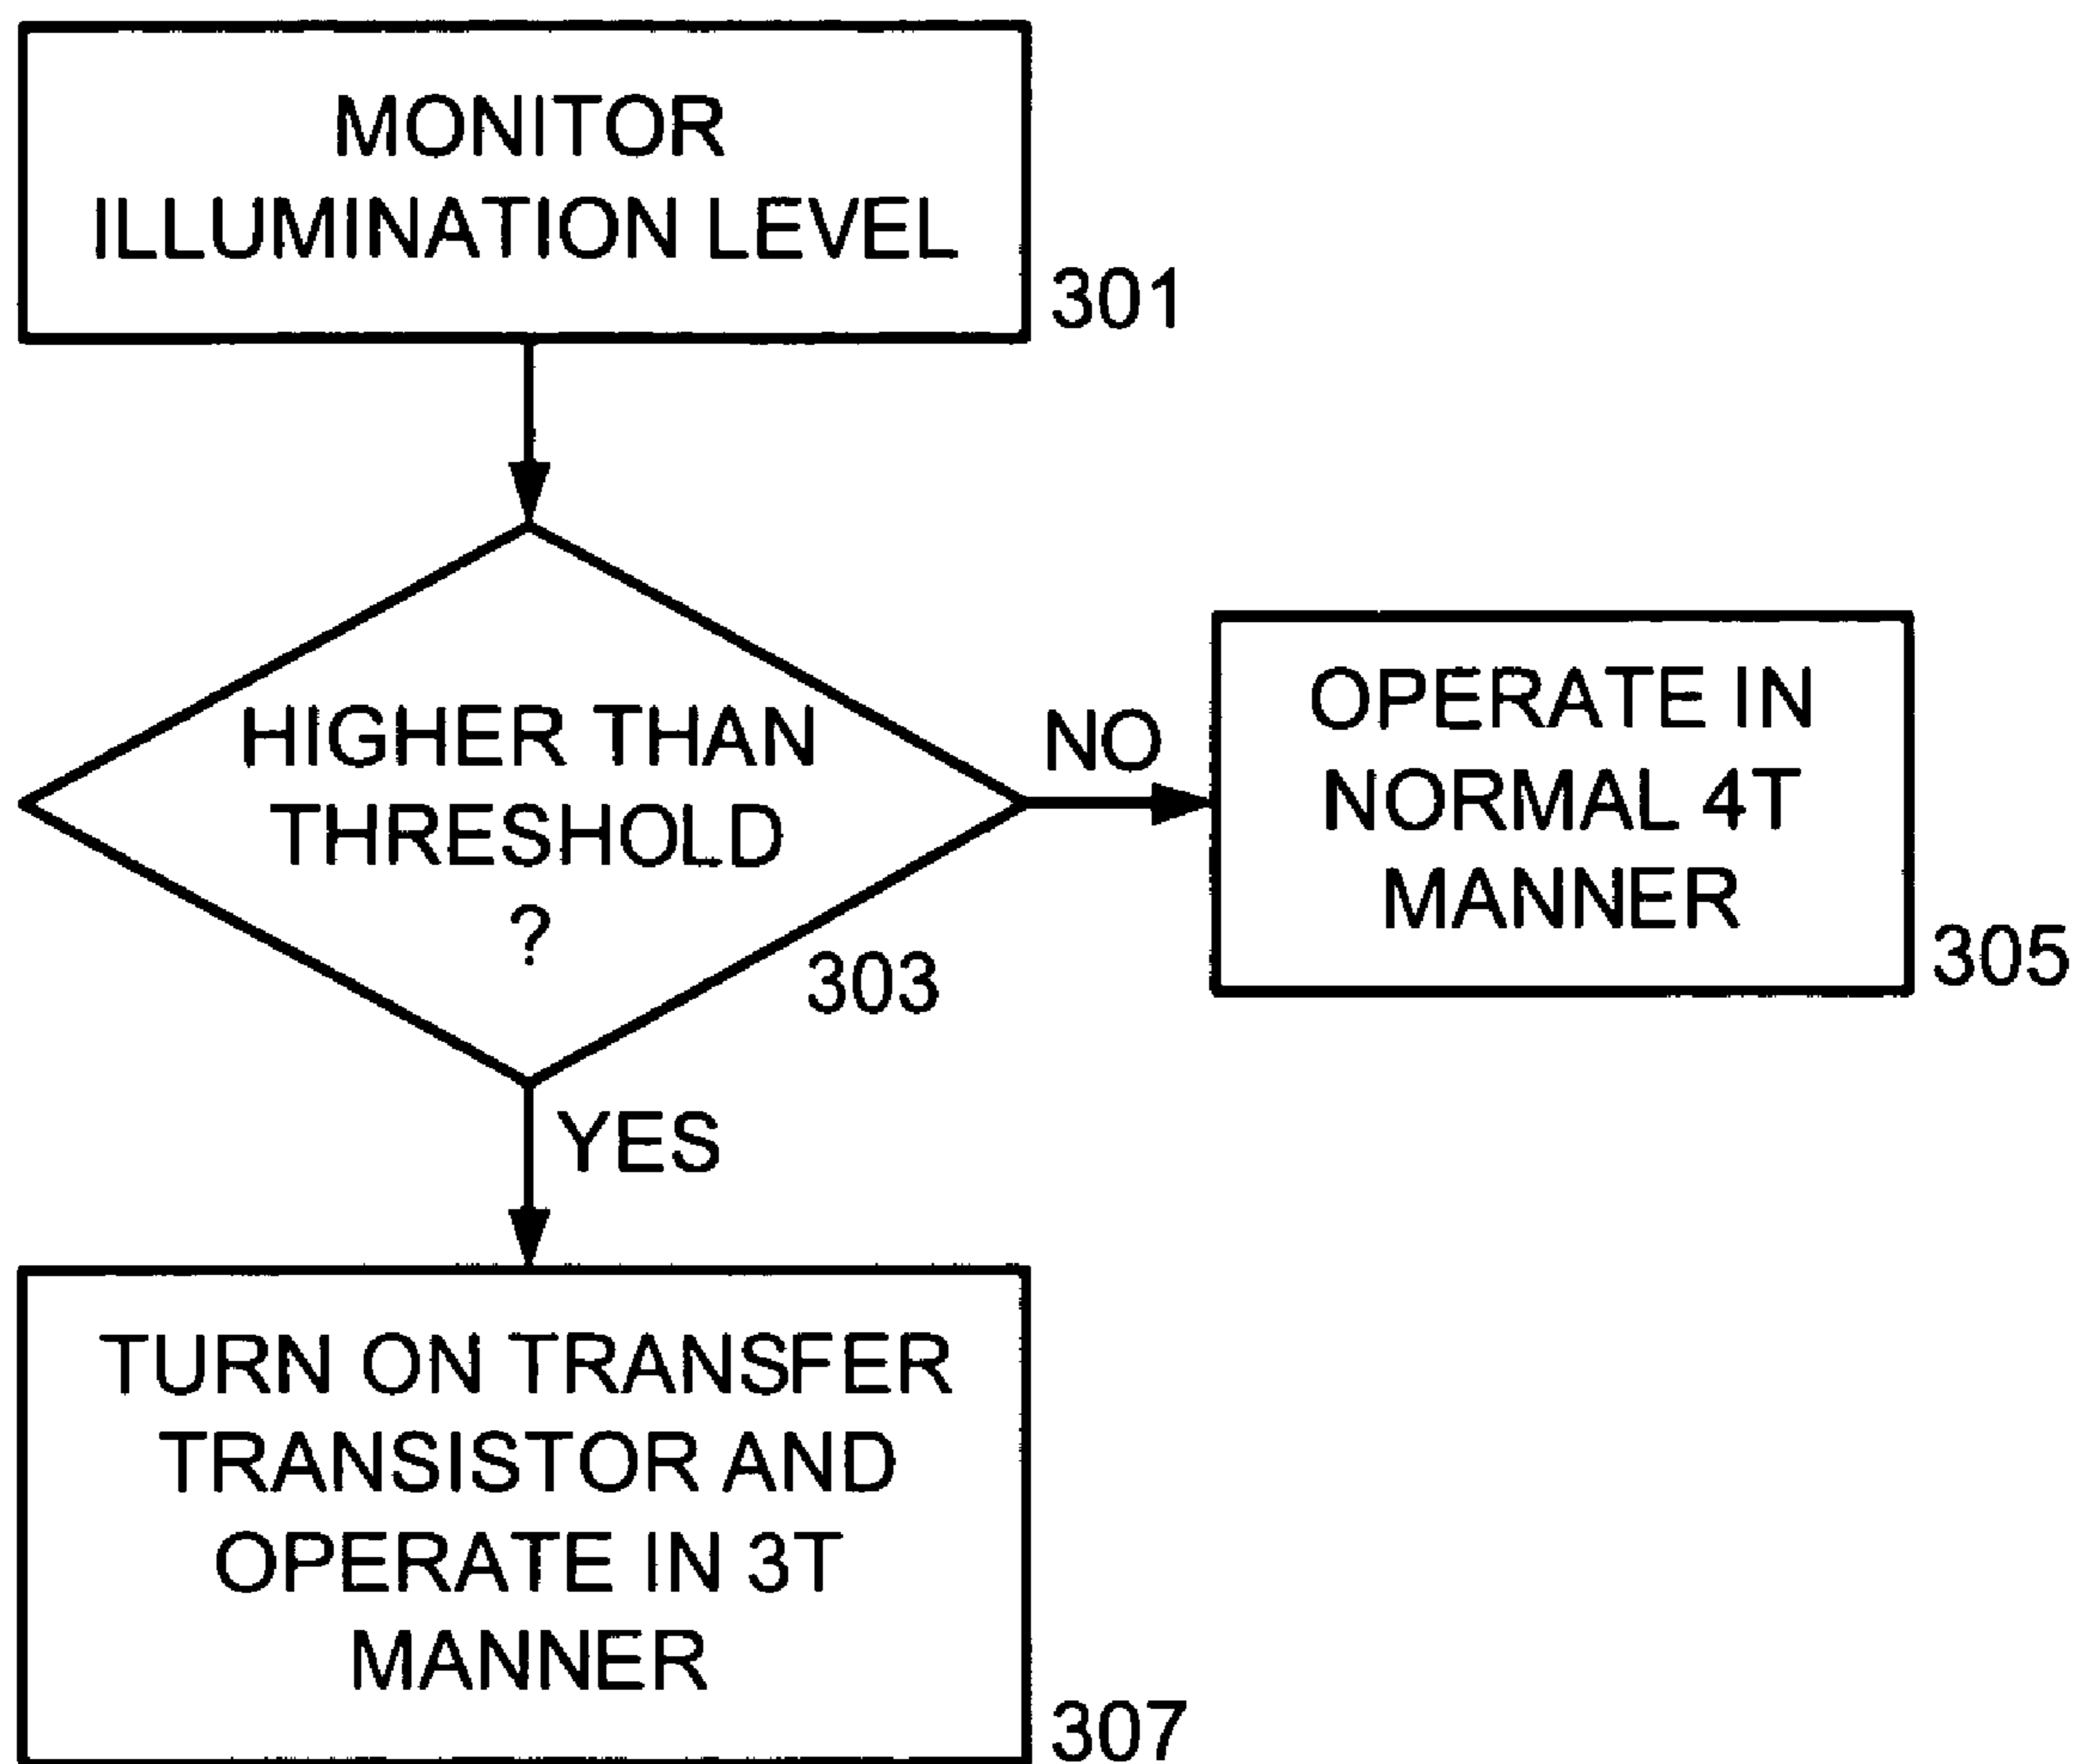 MONITOR
ILLUMINATION LEVEL
301
HIGHER THAN
THRESHOLD
?
303
NO
OPERATE IN
NORMAL 4T
MANNER
305
YES
TURN ON TRANSFER
TRANSISTOR AND
OPERATE IN 3T
MANNER
307